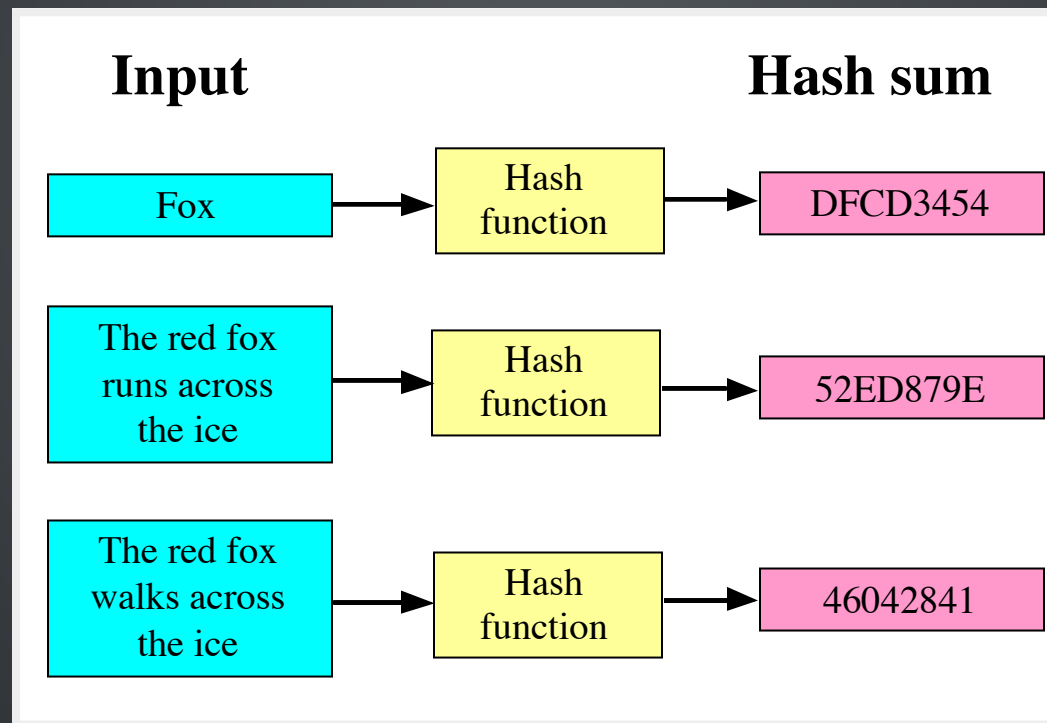 Input
Hash sum
Fox
Hash
function
DFCD3454
The red fox
runs across
the ice
Hash
function
52ED879E
The red fox
walks across
the ice
Hash
function
46042841